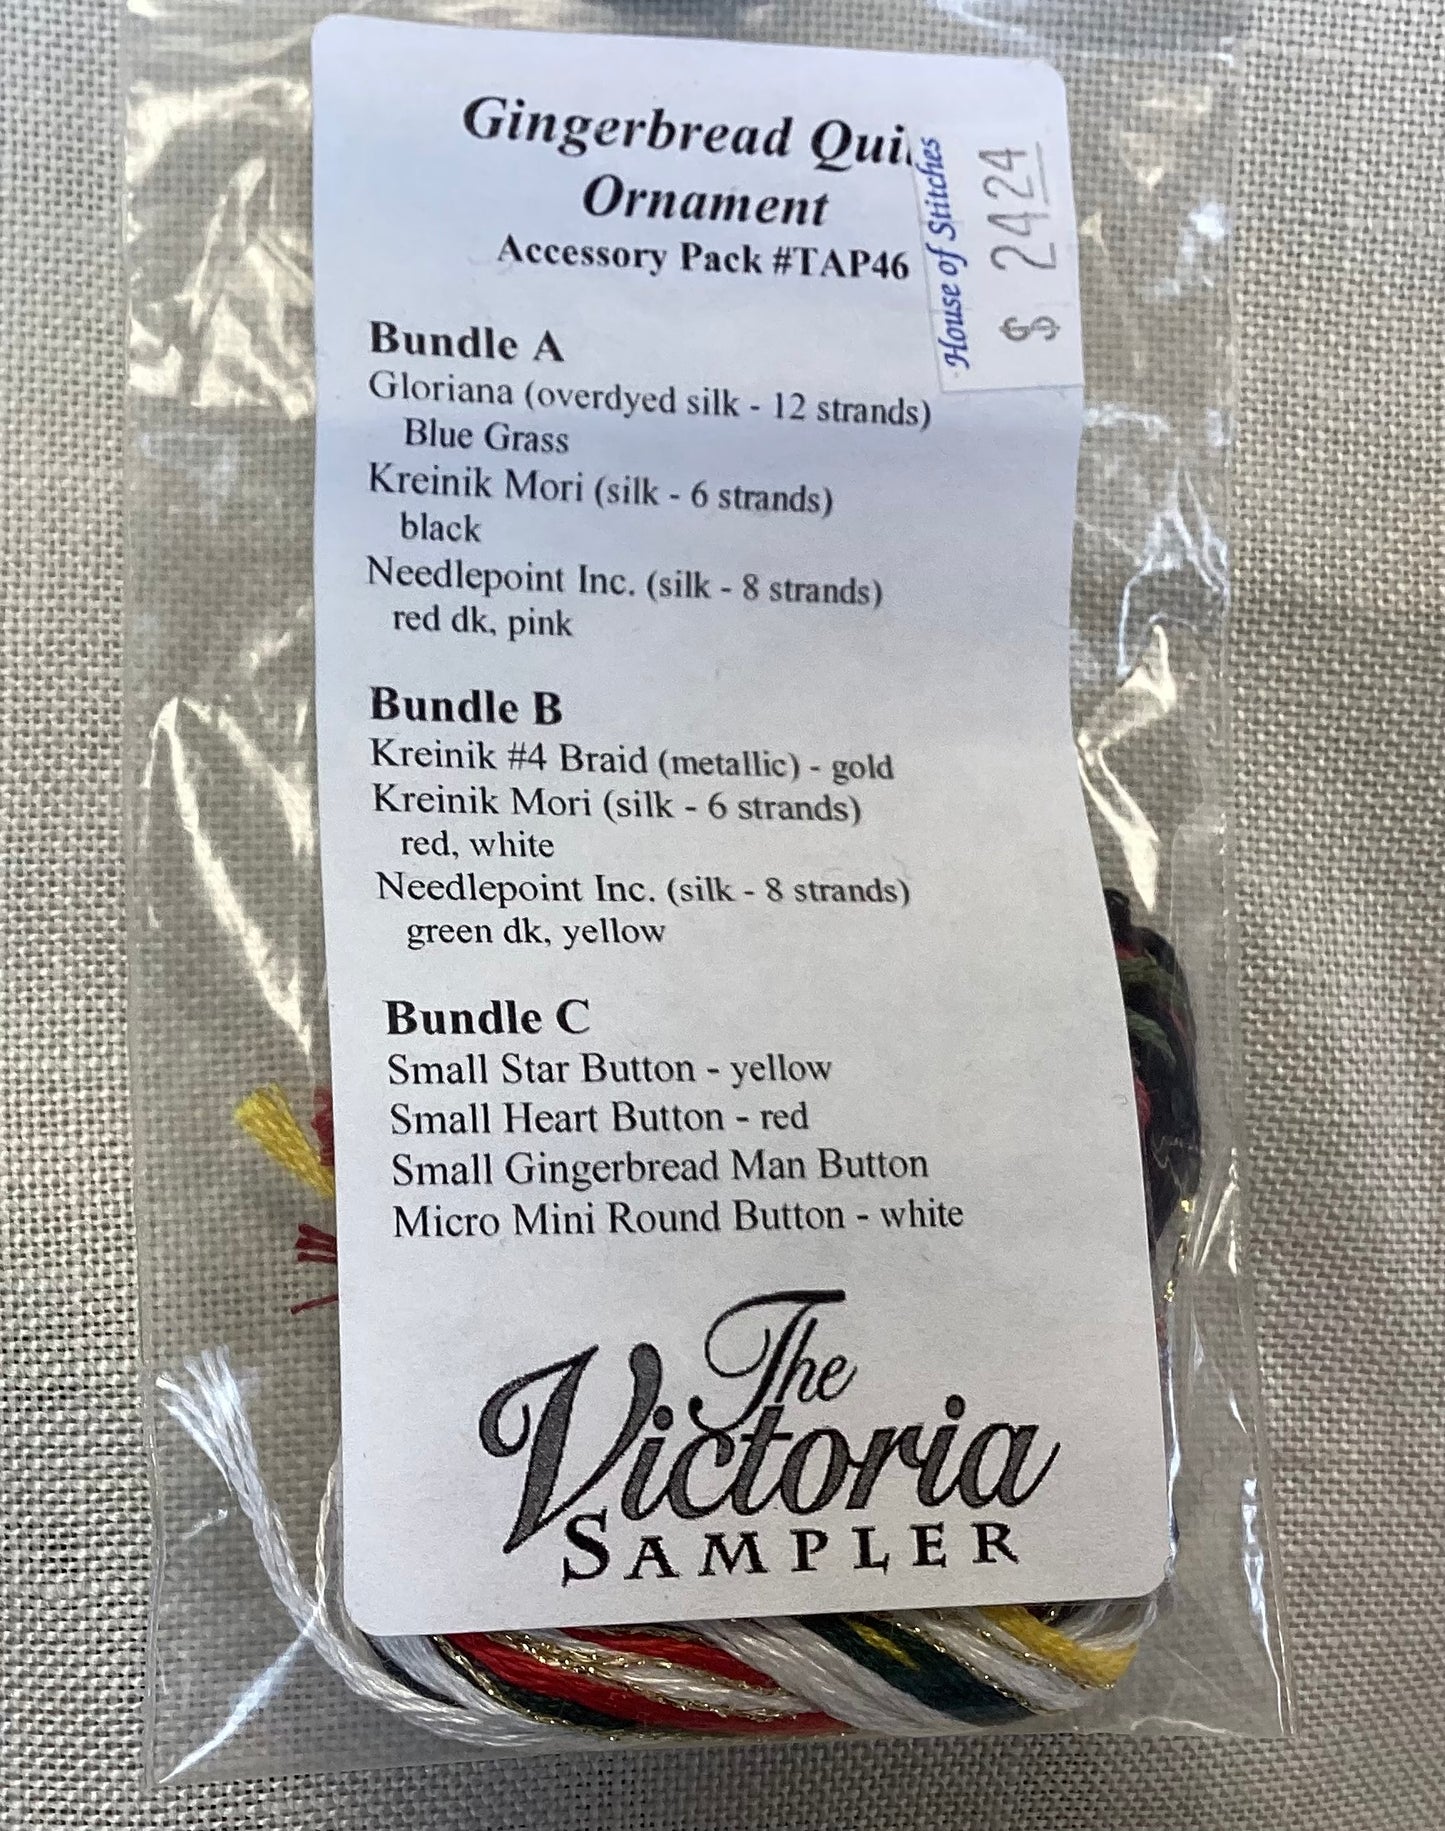 Gingerbread Qui
Ornament
Accessory Pack #TAP46
House of Stitches
$ 24 24
Bundle A
Gloriana (overdyed silk - 12 strands)
Blue Grass
Kreinik Mori (silk - 6 strands)
black
Needlepoint Inc. (silk - 8 strands)
red dk, pink
Bundle B
Kreinik #4 Braid (metallic) - gold
Kreinik Mori (silk - 6 strands)
red, white
Needlepoint Inc. (silk - 8 strands)
green dk, yellow
Bundle C
Small Star Button - yellow
Small Heart Button - red
Small Gingerbread Man Button
Micro Mini Round Button - white
The
Victoria
SAMPLER